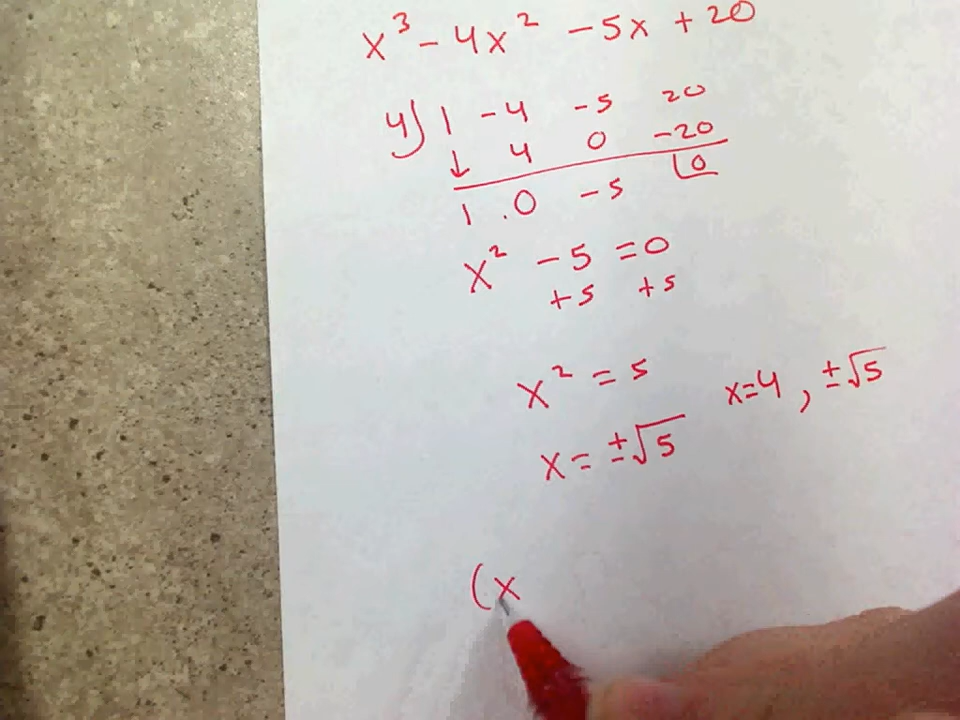 x³ - 4x² - 5x + 20
4) 1 - 4 - 5 20
↓ 4 0 -20
1 . 0 - 5 0
x² - 5 = 0
+5 +5
x² = 5
x = ±√5
x=4, ±√5
(x